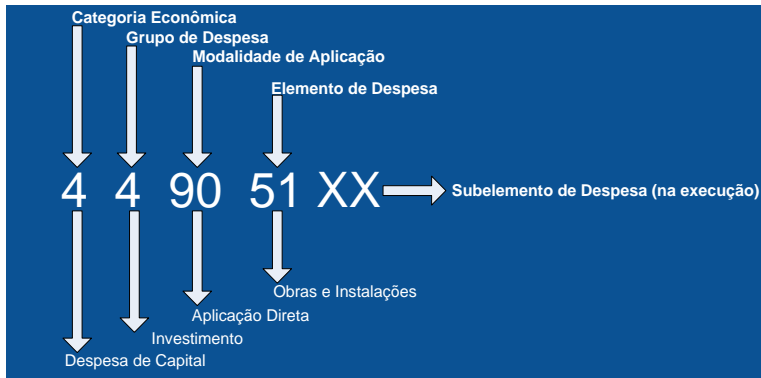 Categoria Econômica
Grupo de Despesa
Modalidade de Aplicação
Elemento de Despesa
4 4 90 51 XX
Subelemento de Despesa (na execução)
Obras e Instalações
Aplicação Direta
Investimento
Despesa de Capital